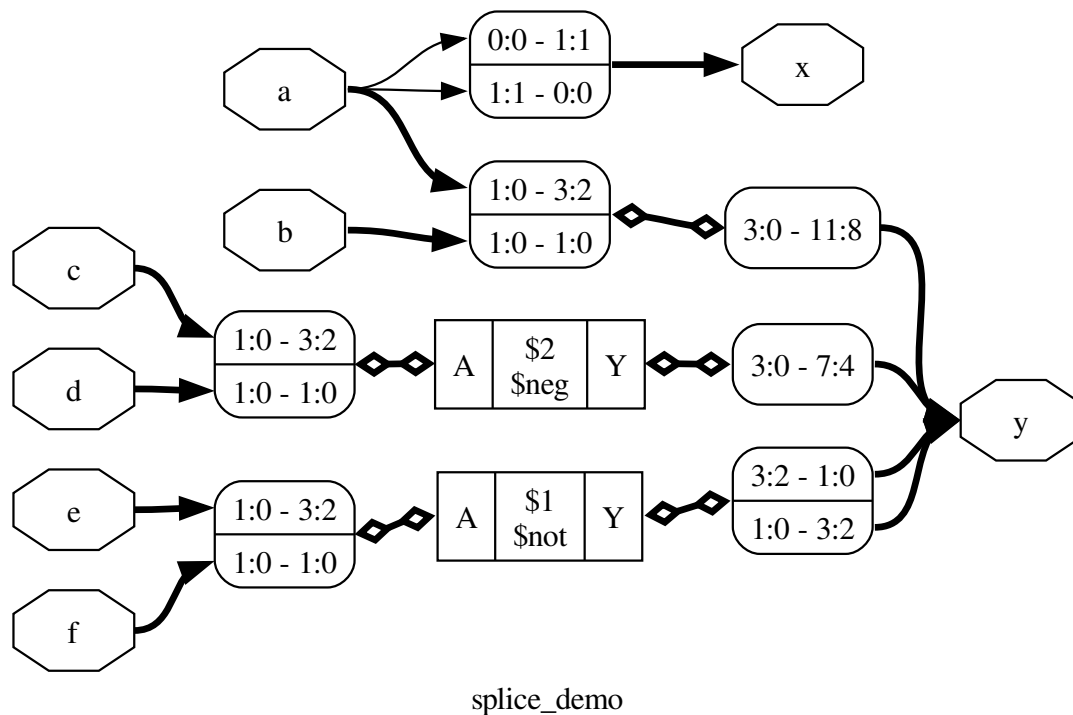 a
0:0 - 1:1
1:1 - 0:0
x
b
1:0 - 3:2
1:0 - 1:0
3:0 - 11:8
c
d
1:0 - 3:2
1:0 - 1:0
A
$2
$neg
Y
3:0 - 7:4
y
e
f
1:0 - 3:2
1:0 - 1:0
A
$1
$not
Y
3:2 - 1:0
1:0 - 3:2
splice_demo